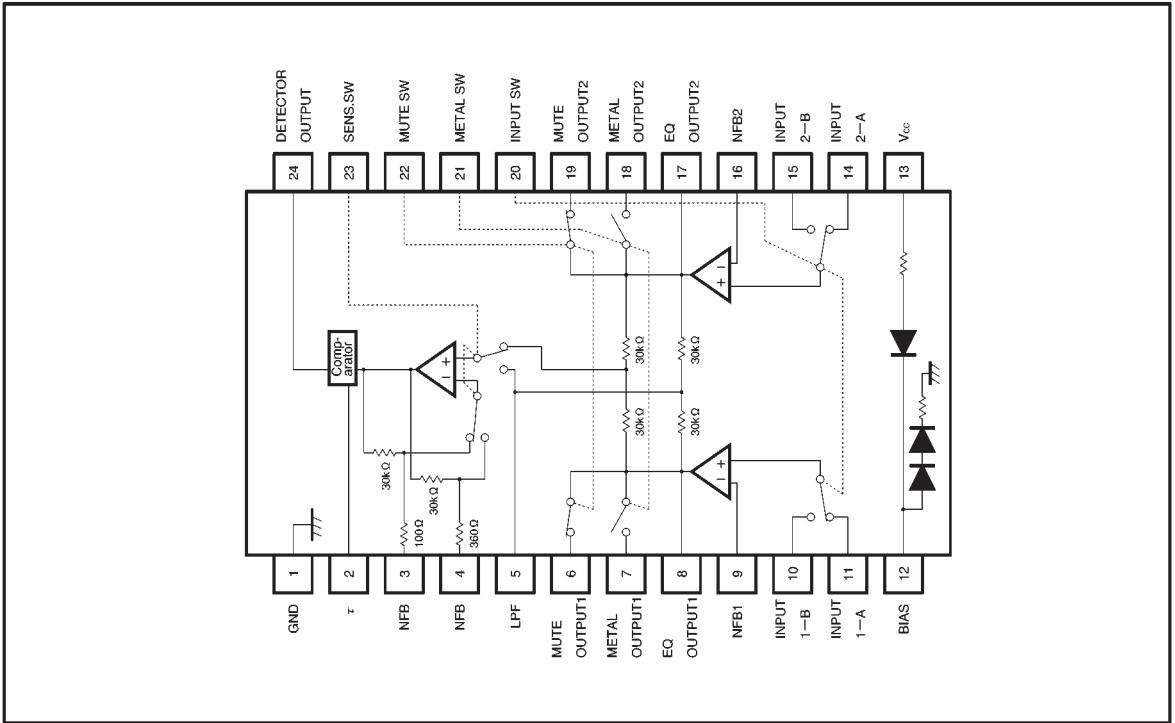 DETECTOR
OUTPUT
SENS.SW
MUTE SW
METAL SW
INPUT SW
MUTE
OUTPUT2
METAL
OUTPUT2
EQ
OUTPUT2
NFB2
INPUT
2–B
INPUT
2–A
Vcc
24
23
22
21
20
19
18
17
16
15
14
13
Comp-
arator
+
−
+
−
+
−
30kΩ
30kΩ
30kΩ
30kΩ
30kΩ
30kΩ
100Ω
360Ω
1
2
3
4
5
6
7
8
9
10
11
12
GND
τ
NFB
NFB
LPF
MUTE
OUTPUT1
METAL
OUTPUT1
EQ
OUTPUT1
NFB1
INPUT
1–B
INPUT
1–A
BIAS